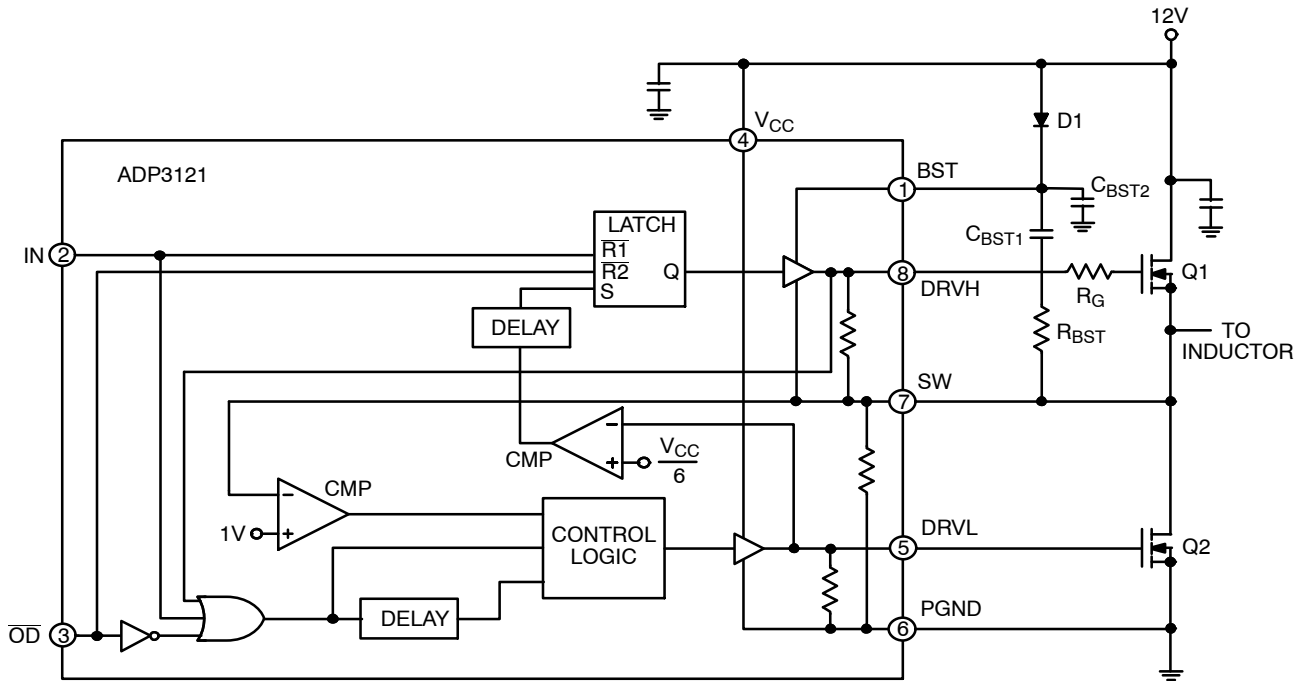 12V
VCC
4
D1
ADP3121
BST
1
CBST2
LATCH
CBST1
IN 2
R1
R2
Q
S
8
DRVH
RG
Q1
DELAY
RBST
TO
INDUCTOR
SW
7
CMP
VCC
6
CMP
1V
CONTROL
LOGIC
DRVL
5
Q2
DELAY
PGND
OD 3
6
− +
− +